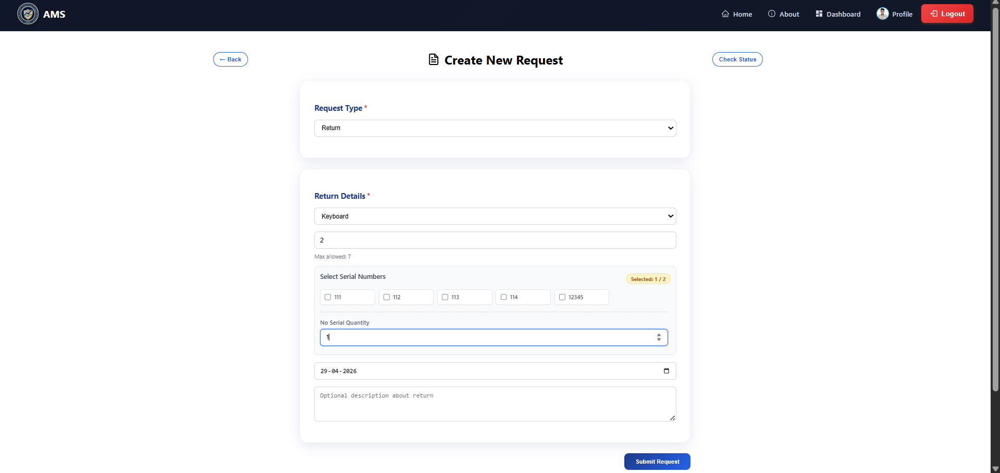 AMS
Home
About
Dashboard
Profile
Logout
← Back
Create New Request
Check Status
Request Type *
Return
Return Details *
Keyboard
2
Max allowed: 7
Select Serial Numbers
Selected: 1 / 2
111
112
113
114
12345
No Serial Quantity
1
29-04-2026
Optional description about return
Submit Request